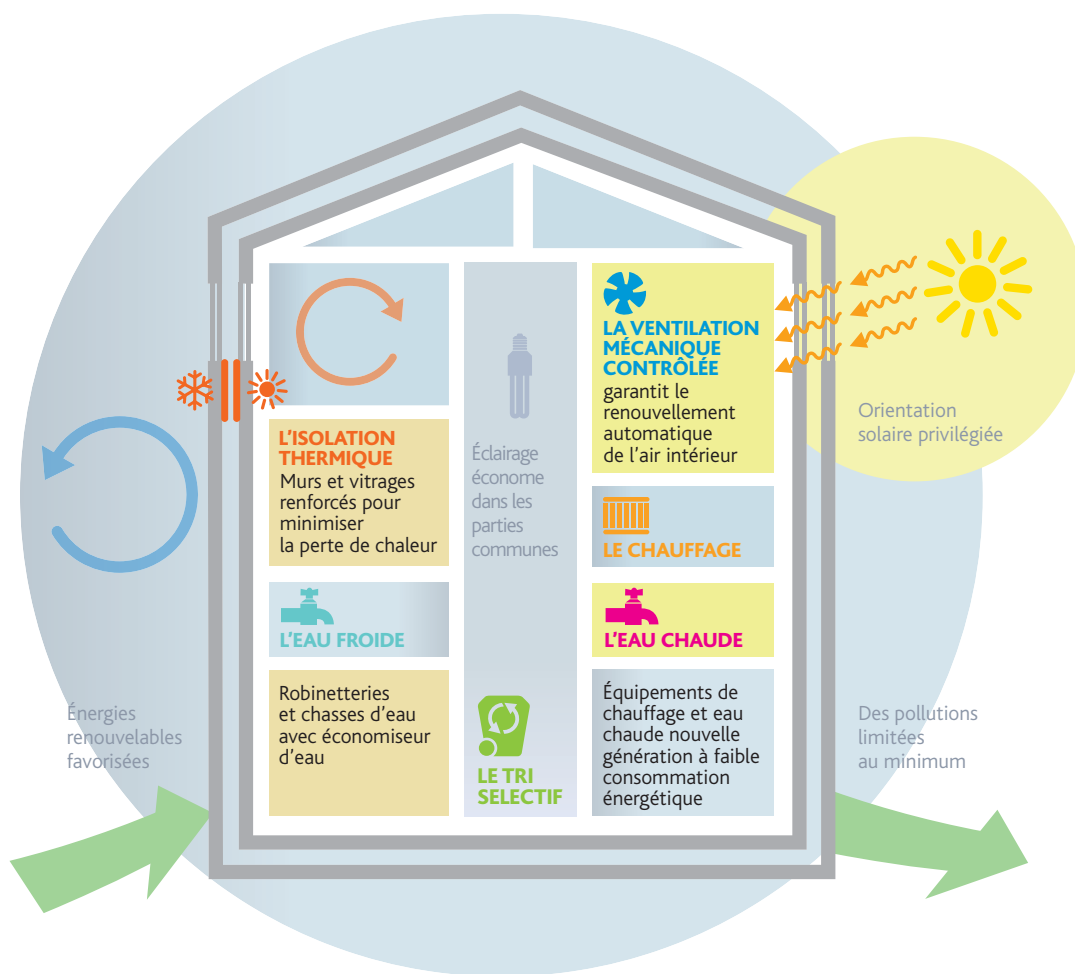 L'ISOLATION
THERMIQUE
Murs et vitrages
renforcés pour
minimiser
la perte de chaleur
L'EAU FROIDE
Robinetteries
et chasses d'eau
avec économiseur
d'eau
Éclairage
économe
dans les
parties
communes
LE TRI
SELECTIF
LA VENTILATION
MÉCANIQUE
CONTRÔLÉE
garantit le
renouvellement
automatique
de l'air intérieur
LE CHAUFFAGE
L'EAU CHAUDE
Équipements de
chauffage et eau
chaude nouvelle
génération à faible
consommation
énergétique
Orientation
solaire privilégiée
Énergies
renouvelables
favorisées
Des pollutions
limitées
au minimum